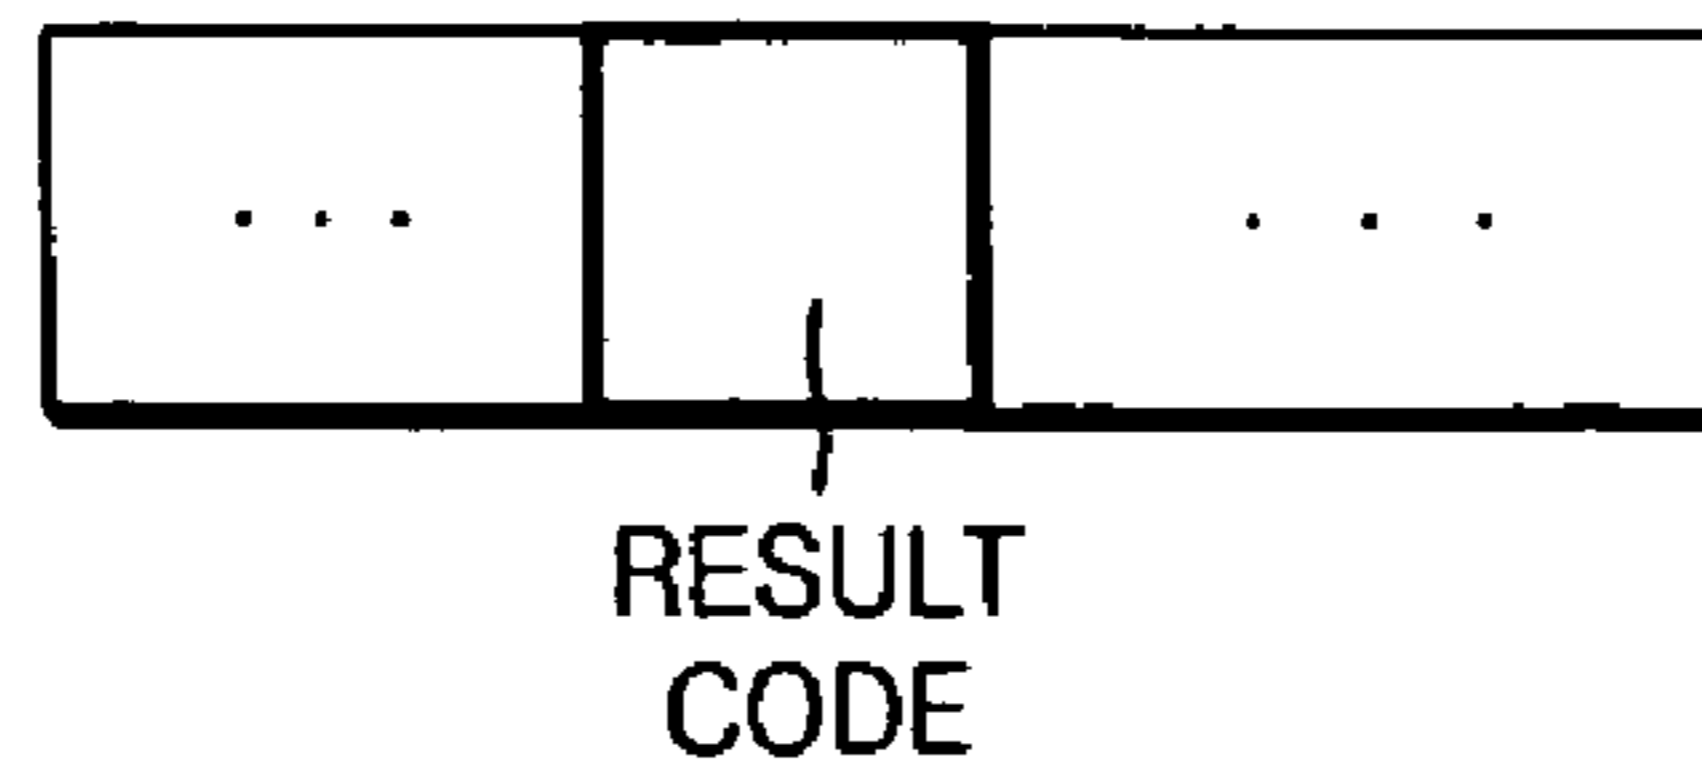 . . .
. . .
RESULT
CODE